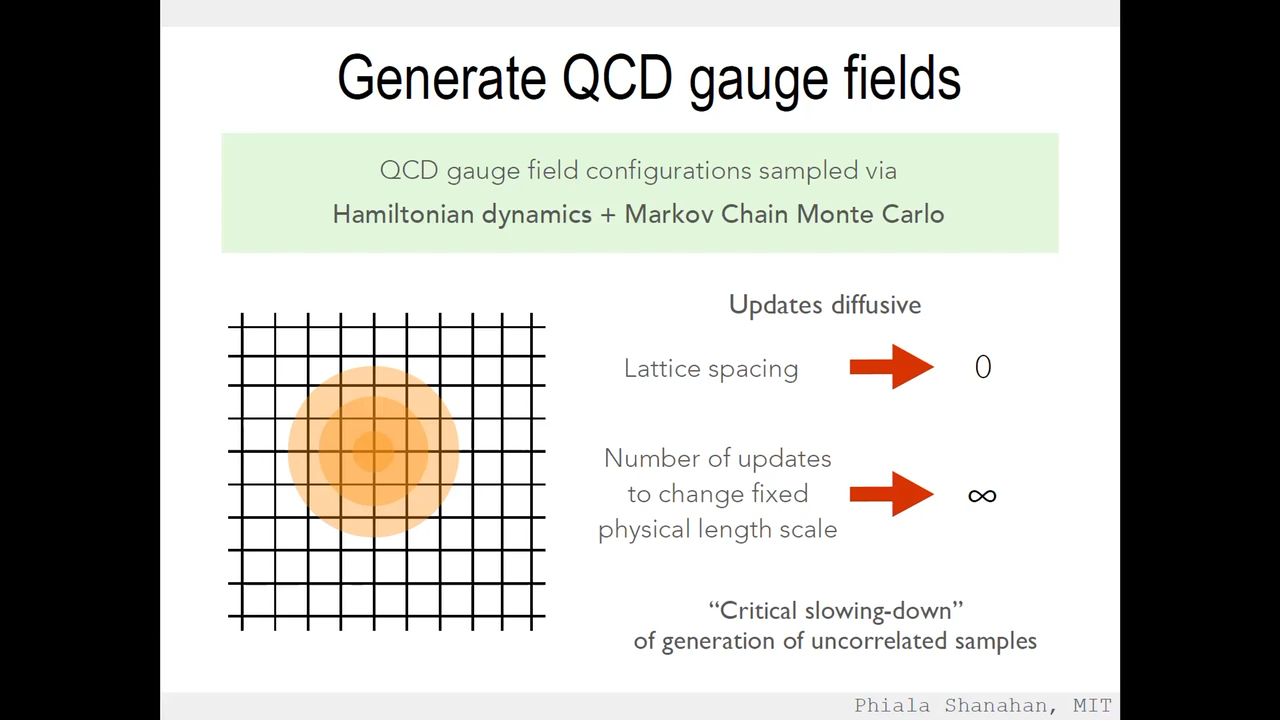 Generate QCD gauge fields
QCD gauge field configurations sampled via
Hamiltonian dynamics + Markov Chain Monte Carlo
Updates diffusive
Lattice spacing
0
Number of updates
to change fixed
physical length scale
∞
“Critical slowing-down”
of generation of uncorrelated samples
Phiala Shanahan, MIT